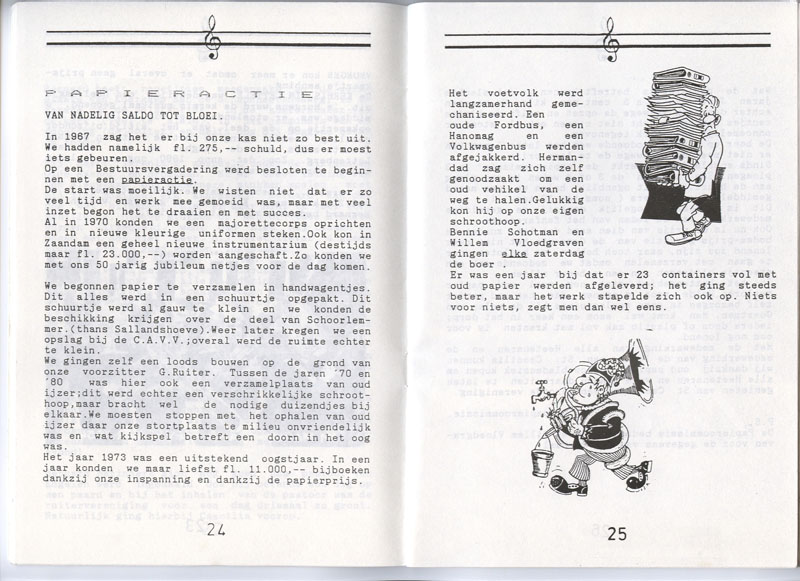 PAPIERACTIE
VAN NADELIG SALDO TOT BLOEI.
In 1967 zag het er bij onze kas niet zo best uit.
We hadden namelijk fl. 275,-- schuld, dus er moest
iets gebeuren.
Op een Bestuursvergadering werd besloten te begin-
nen met een papieractie.
De start was moeilijk. We wisten niet dat er zo
veel tijd en werk mee gemoeid was, maar met veel
inzet begon het te draaien en met succes.
Al in 1970 konden we een majorettecorps oprichten
en in nieuwe kleurige uniformen steken.Ook kon in
Zaandam een geheel nieuwe instrumentarium (destijds
maar fl. 23.000,--) worden aangeschaft.Zo konden we
met ons 50 jarig jubileum netjes voor de dag komen.
We begonnen papier te verzamelen in handwagentjes.
Dit alles werd in een schuurtje opgepakt. Dit
schuurtje werd al gauw te klein en we konden de
beschikking krijgen over de deel van Schoorlem-
mer.(thans Sallandshoeve).Weer later kregen we een
opslag bij de C.A.V.V.;overal werd de ruimte echter
te klein.
We gingen zelf een loods bouwen op de grond van
onze voorzitter G.Ruiter. Tussen de jaren '70 en
'80 was hier ook een verzamelplaats van oud
ijzer;dit werd echter een verschrikkelijke schroot-
hoop,maar bracht wel de nodige duizendjes bij
elkaar.We moesten stoppen met het ophalen van oud
ijzer daar onze stortplaats te milieu onvriendelijk
was en wat kijkspel betreft een doorn in het oog
was.
Het jaar 1973 was een uitstekend oogstjaar. In een
jaar konden we maar liefst fl. 11.000,-- bijboeken
dankzij onze inspanning en dankzij de papierprijs.
24
Het voetvolk werd
langzamerhand geme-
chaniseerd. Een
oude Fordbus, een
Hanomag en een
Volkwagenbus werden
afgejakkerd. Herman-
dad zag zich zelf
genoodzaakt om een
oud vehikel van de
weg te halen.Gelukkig
kon hij op onze eigen
schroothoop.
Bennie Schotman en
Willem Vloedgraven
gingen elke zaterdag
de boer .
Er was een jaar bij dat er 23 containers vol met
oud papier werden afgeleverd; het ging steeds
beter, maar het werk stapelde zich ook op. Niets
voor niets, zegt men dan wel eens.
25